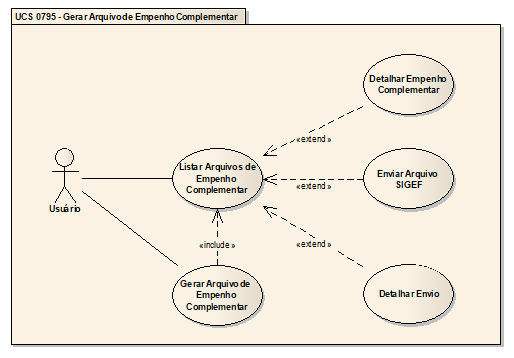 UCS 0795 - Gerar Arquivo de Empenho Complementar
Detalhar Empenho
Complementar
«extend»
Listar Arquivos de
Empenho
Complementar
Enviar Arquivo
SIGEF
«extend»
Usuário
«extend»
«include»
Gerar Arquivo de
Empenho
Complementar
Detalhar Envio